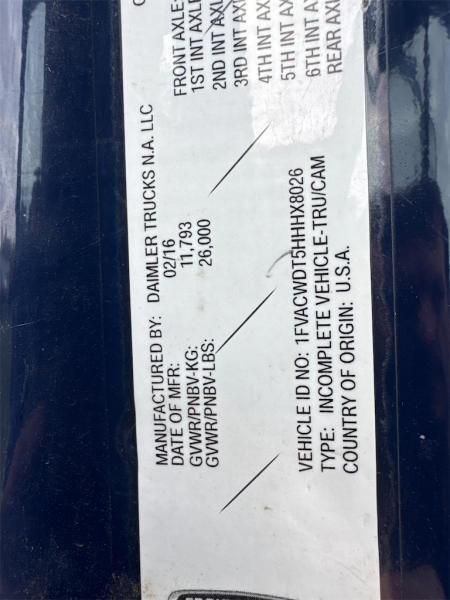 MANUFACTURED BY: DAIMLER TRUCKS N.A. LLC
DATE OF MFR: 02/16
GVWR/PNBV-KG: 11,793
GVWR/PNBV-LBS: 26,000
FRONT AXLE
1ST INT AXLE
2ND INT AXL
3RD INT AX
4TH INT AX
5TH INT AX
6TH INT AX
REAR AXL
VEHICLE ID NO: 1FVACWDT5HHHX8026
TYPE: INCOMPLETE VEHICLE-TRU/CAM
COUNTRY OF ORIGIN: U.S.A.